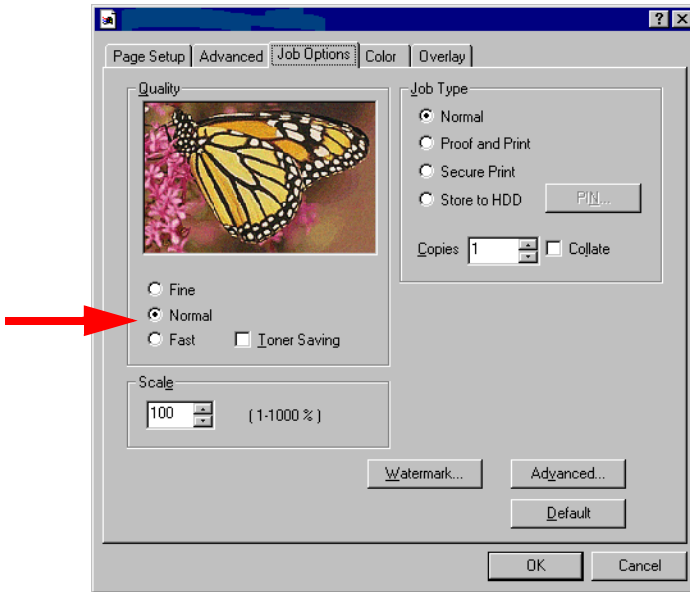 Page Setup Advanced Job Options Color Overlay
Quality
Fine
Normal
Fast Toner Saving
Scale
100 (1-1000 %)
Job Type
Normal
Proof and Print
Secure Print
Store to HDD PIN...
Copies 1 Collate
Watermark... Advanced...
Default
OK Cancel